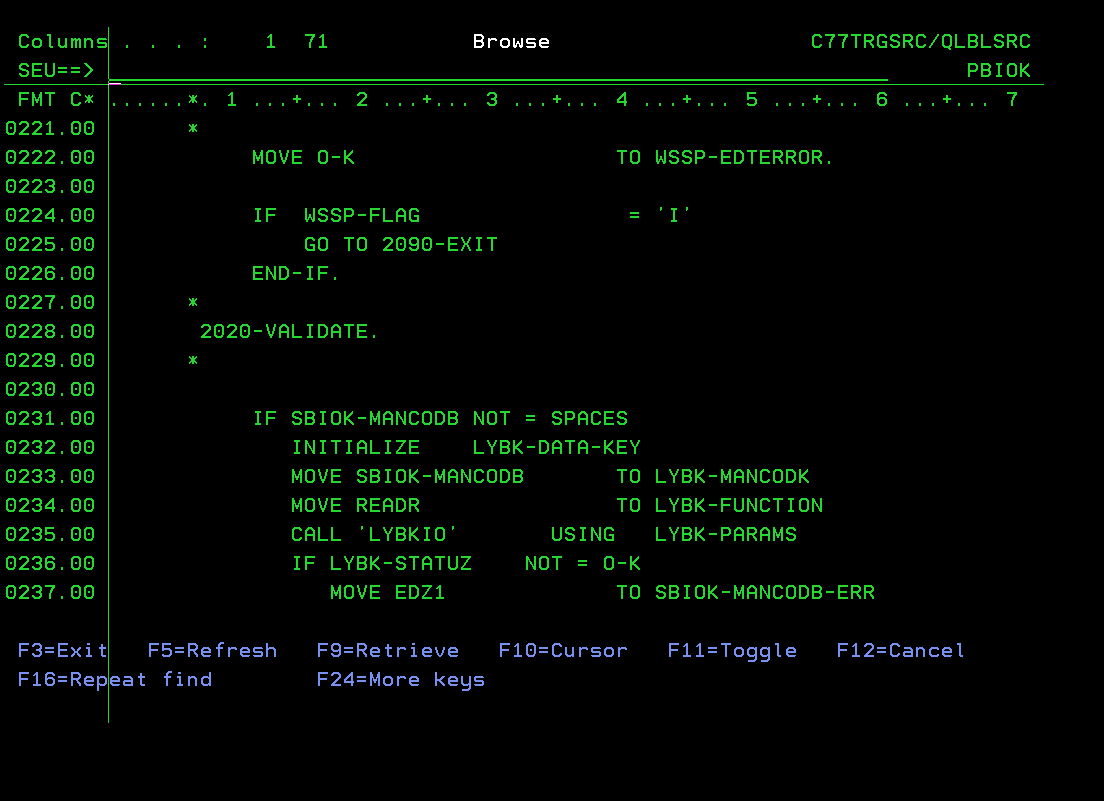 Columns . . . :    1  71           Browse                    C77TRGSRC/QLBLSRC
SEU==>                                                                   PBIOK
FMT C* ......*. 1 ...+... 2 ...+... 3 ...+... 4 ...+... 5 ...+... 6 ...+... 7
0221.00       *
0222.00            MOVE O-K                    TO WSSP-EDTERROR.
0223.00
0224.00            IF  WSSP-FLAG                = 'I'
0225.00                GO TO 2090-EXIT
0226.00            END-IF.
0227.00       *
0228.00        2020-VALIDATE.
0229.00       *
0230.00
0231.00            IF SBIOK-MANCODB NOT = SPACES
0232.00               INITIALIZE    LYBK-DATA-KEY
0233.00               MOVE SBIOK-MANCODB       TO LYBK-MANCODK
0234.00               MOVE READR               TO LYBK-FUNCTION
0235.00               CALL 'LYBKIO'       USING   LYBK-PARAMS
0236.00               IF LYBK-STATUZ    NOT = O-K
0237.00                  MOVE EDZ1             TO SBIOK-MANCODB-ERR
F3=Exit   F5=Refresh   F9=Retrieve   F10=Cursor   F11=Toggle   F12=Cancel
F16=Repeat find        F24=More keys